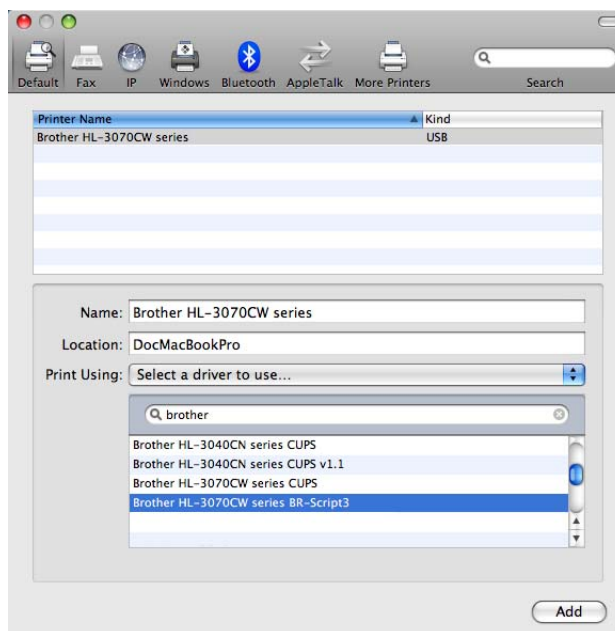 Default Fax IP Windows Bluetooth AppleTalk More Printers Search
Printer Name Kind
Brother HL-3070CW series USB
Name: Brother HL-3070CW series
Location: DocMacBookPro
Print Using: Select a driver to use...
brother
Brother HL-3040CN series CUPS
Brother HL-3040CN series CUPS v1.1
Brother HL-3070CW series CUPS
Brother HL-3070CW series BR-Script3
Add